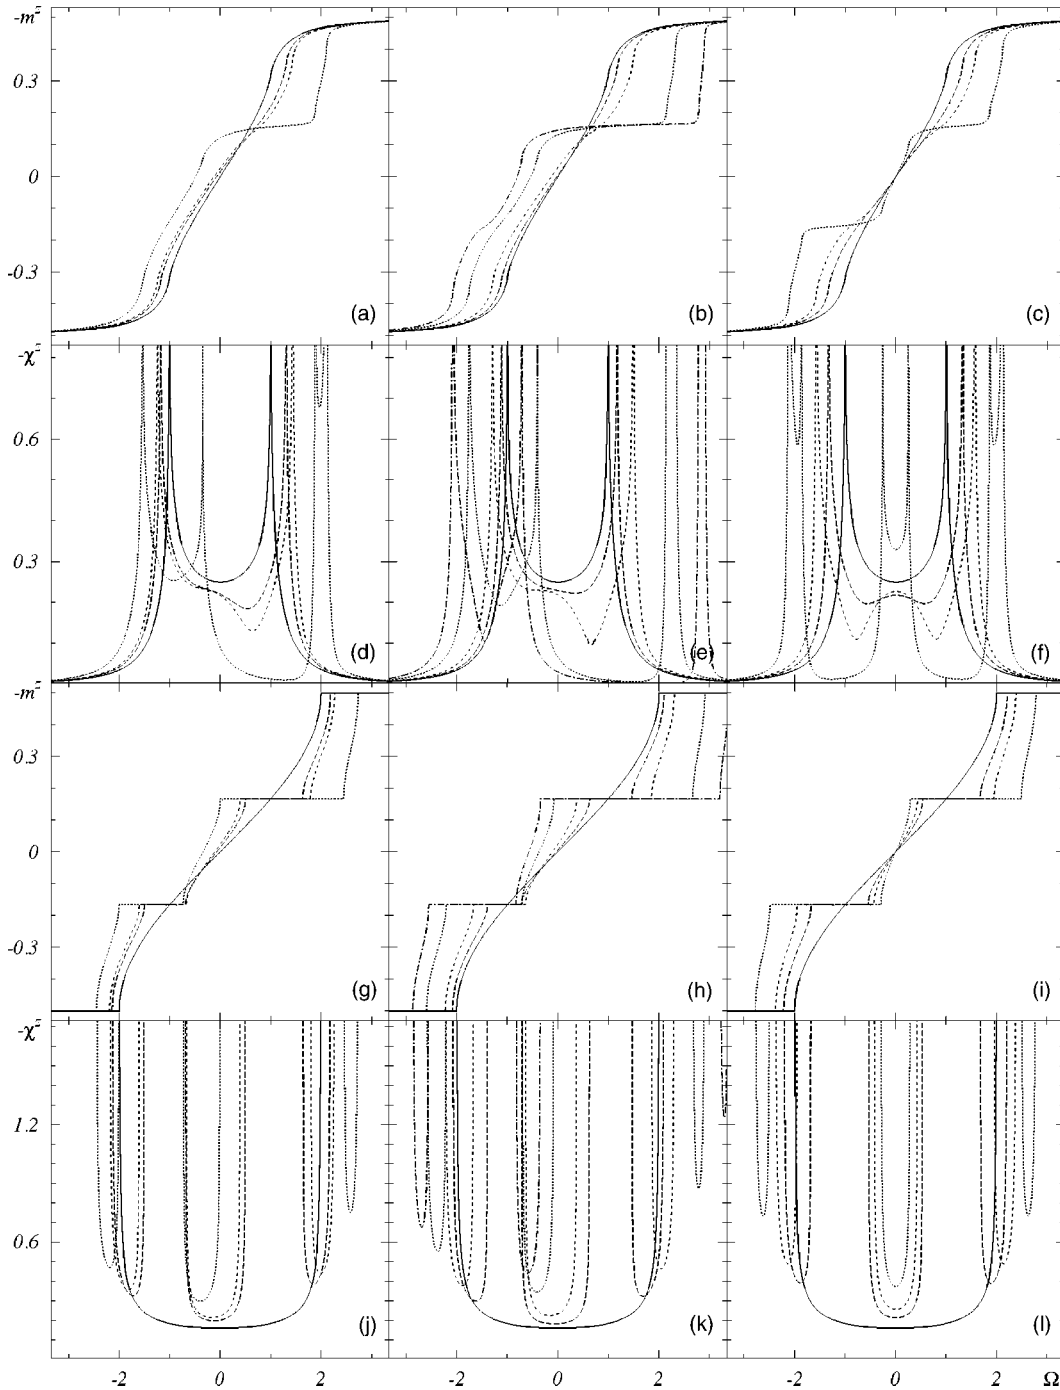 -m^z
0.3
0
-0.3
(a) (b) (c)
-χ^z
0.6
0.3
(d) (e) (f)
-m^z
0.3
0
-0.3
(g) (h) (i)
-χ^z
1.2
0.6
(j) (k) (l)
-2 0 2 -2 0 2 -2 0 2 Ω